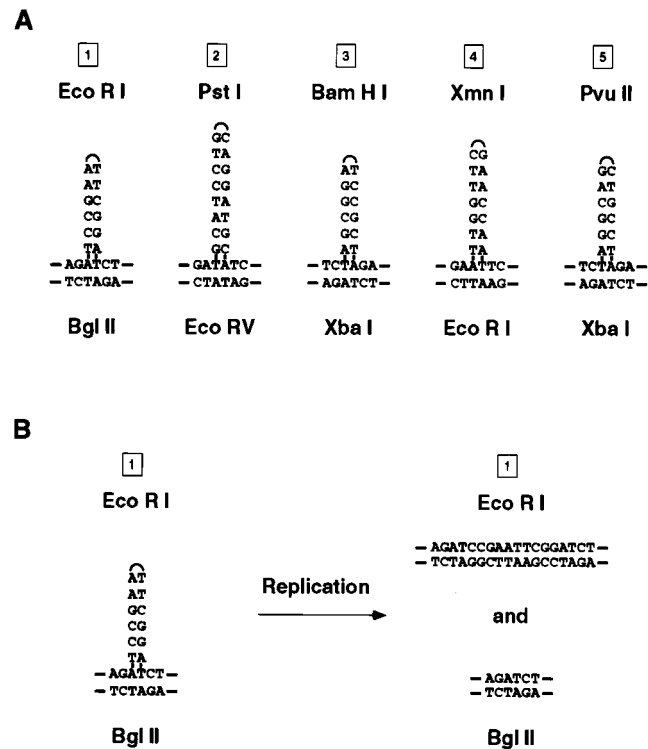 A
1 2 3 4 5
Eco R I Pst I Bam H I Xmn I Pvu II
GC
TA CG
AT CG AT TA GC
AT CG GC TA AT
GC TA GC GC CG
CG AT CG GC GC
CG AT GC TA GC
TA GC AT TA AT
– AGATCT – – GATATC – – TCTAGA – – GAATTC – – TCTAGA –
– TCTAGA – – CTATAG – – AGATCT – – CTTAAG – – AGATCT –
Bgl II Eco RV Xba I Eco R I Xba I
B
1
Eco R I
AT
AT
GC
CG
CG
TA
– AGATCT –
– TCTAGA –
Bgl II
Replication
1
Eco R I
– AGATCCGAATTCGGATCT –
– TCTAGGCTTAAGCCTAGA –
and
– AGATCT –
– TCTAGA –
Bgl II